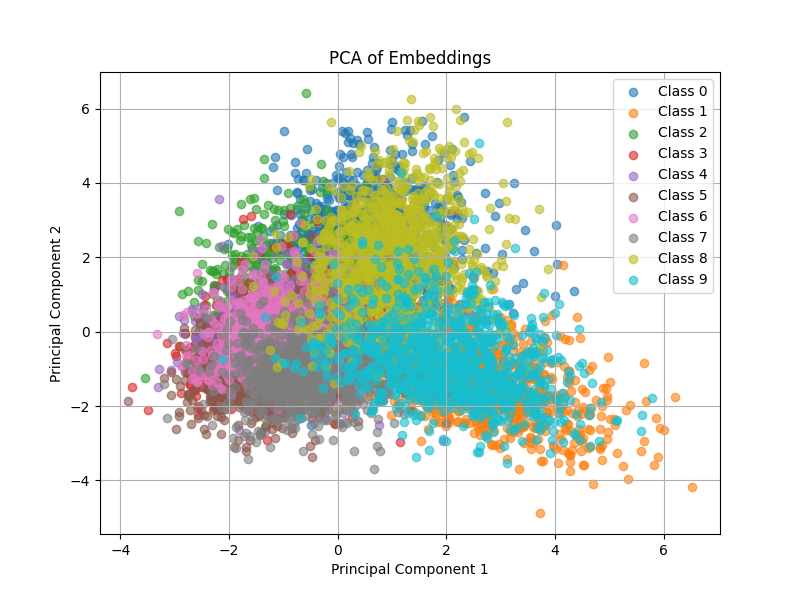 PCA of Embeddings
Class 0
Class 1
Class 2
Class 3
Class 4
Class 5
Class 6
Class 7
Class 8
Class 9
6
4
2
0
−2
−4
Principal Component 2
−4 −2 0 2 4 6
Principal Component 1